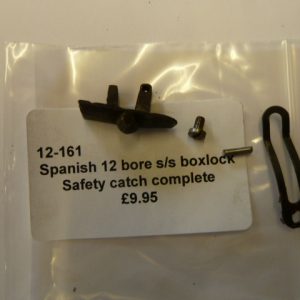 12-161
Spanish 12 bore s/s boxlock
Safety catch complete
£9.95